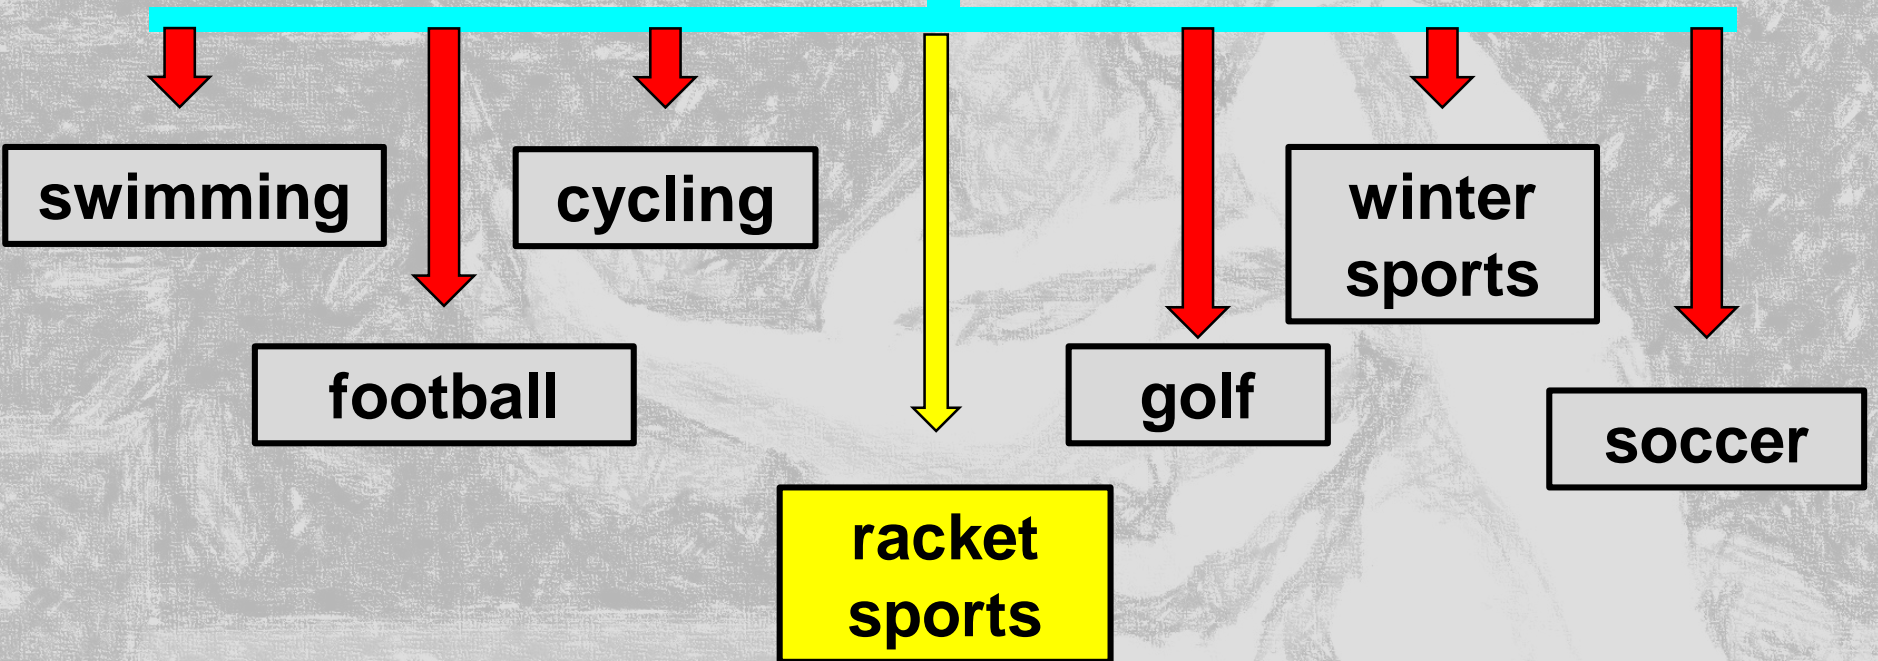 swimming
cycling
winter
sports
football
golf
soccer
racket
sports